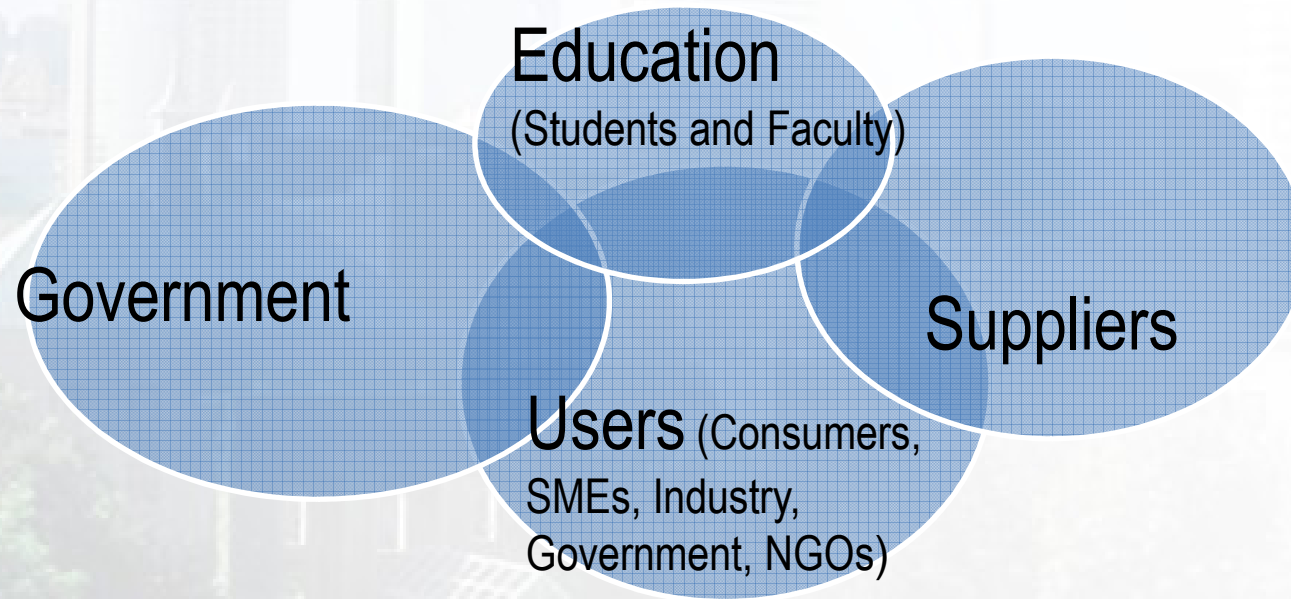 Education
(Students and Faculty)
Government
Suppliers
Users (Consumers,
SMEs, Industry,
Government, NGOs)